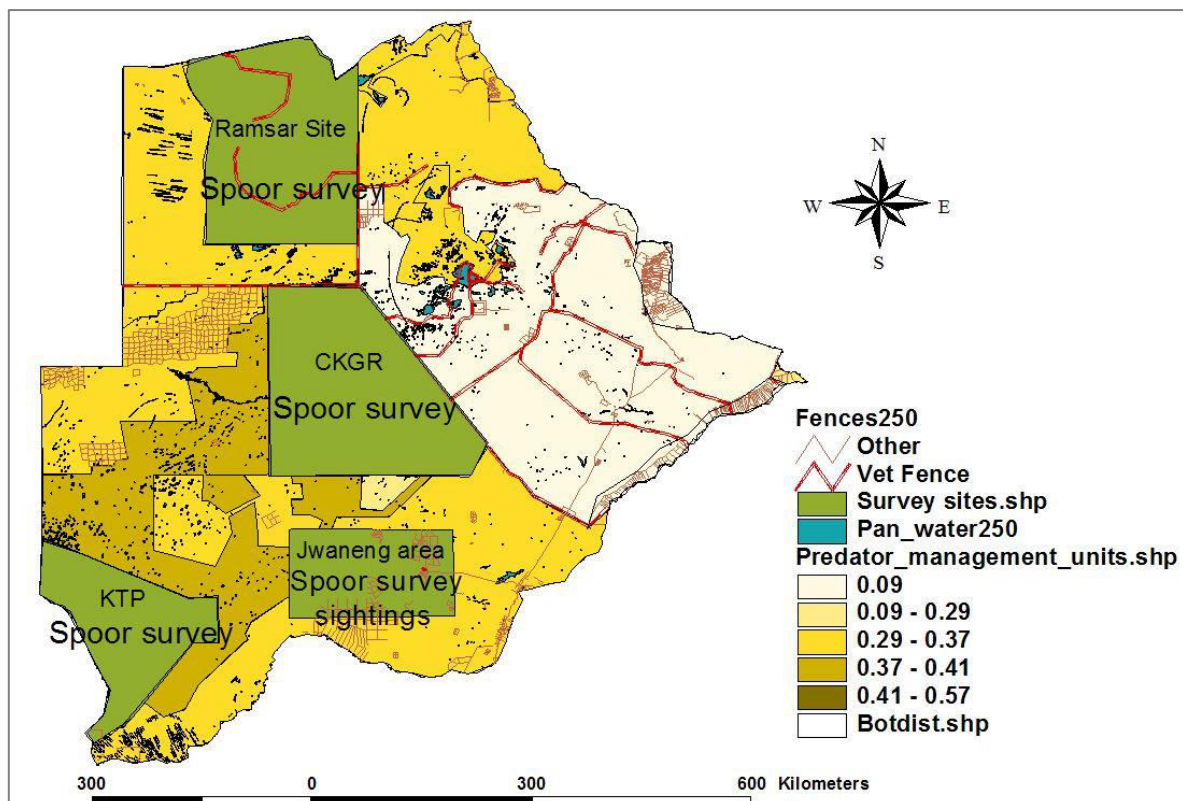 Ramsar Site
Spoor survey
CKGR
Spoor survey
Jwaneng area
Spoor survey
sightings
KTP
Spoor survey
N
W E
S
Fences250
Other
Vet Fence
Survey sites.shp
Pan_water250
Predator_management_units.shp
0.09
0.09 - 0.29
0.29 - 0.37
0.37 - 0.41
0.41 - 0.57
Botdist.shp
300 0 300 600 Kilometers